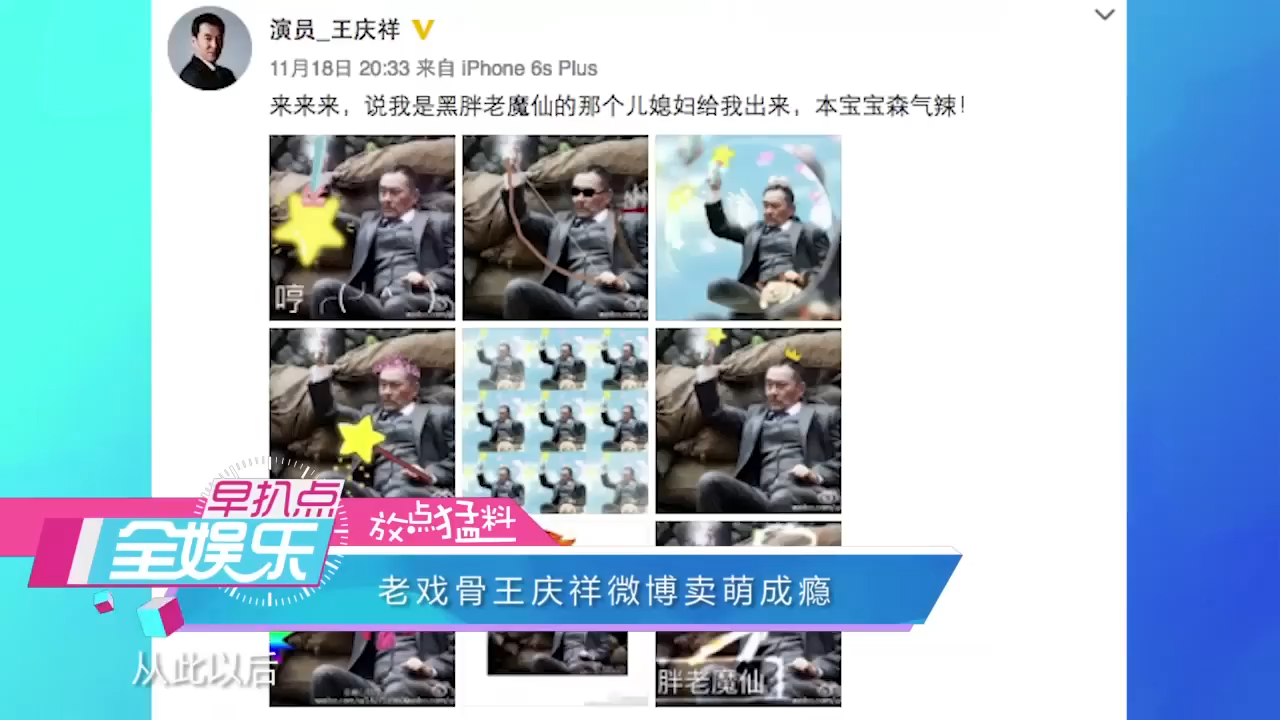 演员_王庆祥
11月18日 20:33 来自 iPhone 6s Plus
来来来，说我是黑胖老魔仙的那个儿媳妇给我出来，本宝宝森气辣！
哼
早扒点
全娱乐
放点猛料
老戏骨王庆祥微博卖萌成瘾
从此以后
胖老魔仙